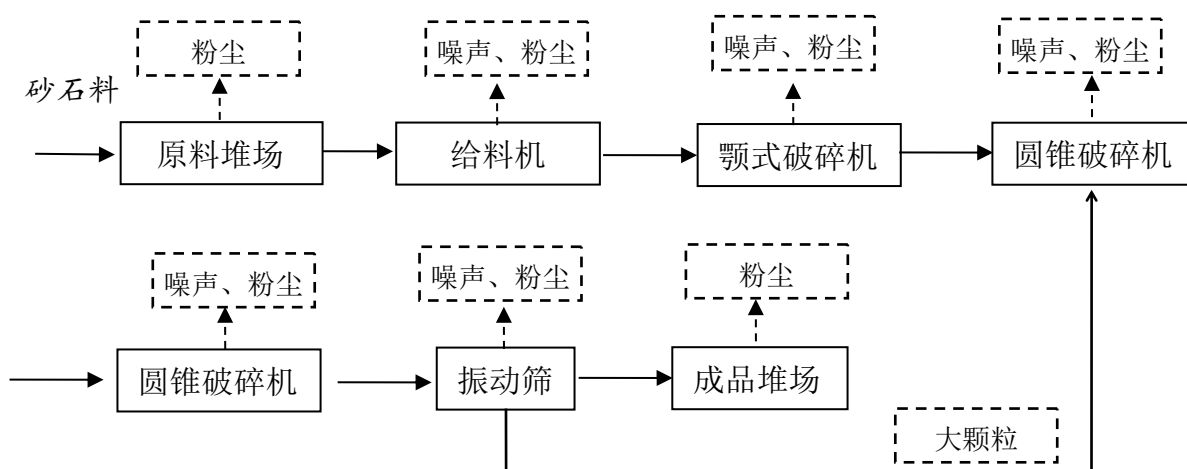 粉尘
噪声、粉尘
噪声、粉尘
噪声、粉尘
砂石料
原料堆场
给料机
颚式破碎机
圆锥破碎机
噪声、粉尘
噪声、粉尘
粉尘
圆锥破碎机
振动筛
成品堆场
大颗粒